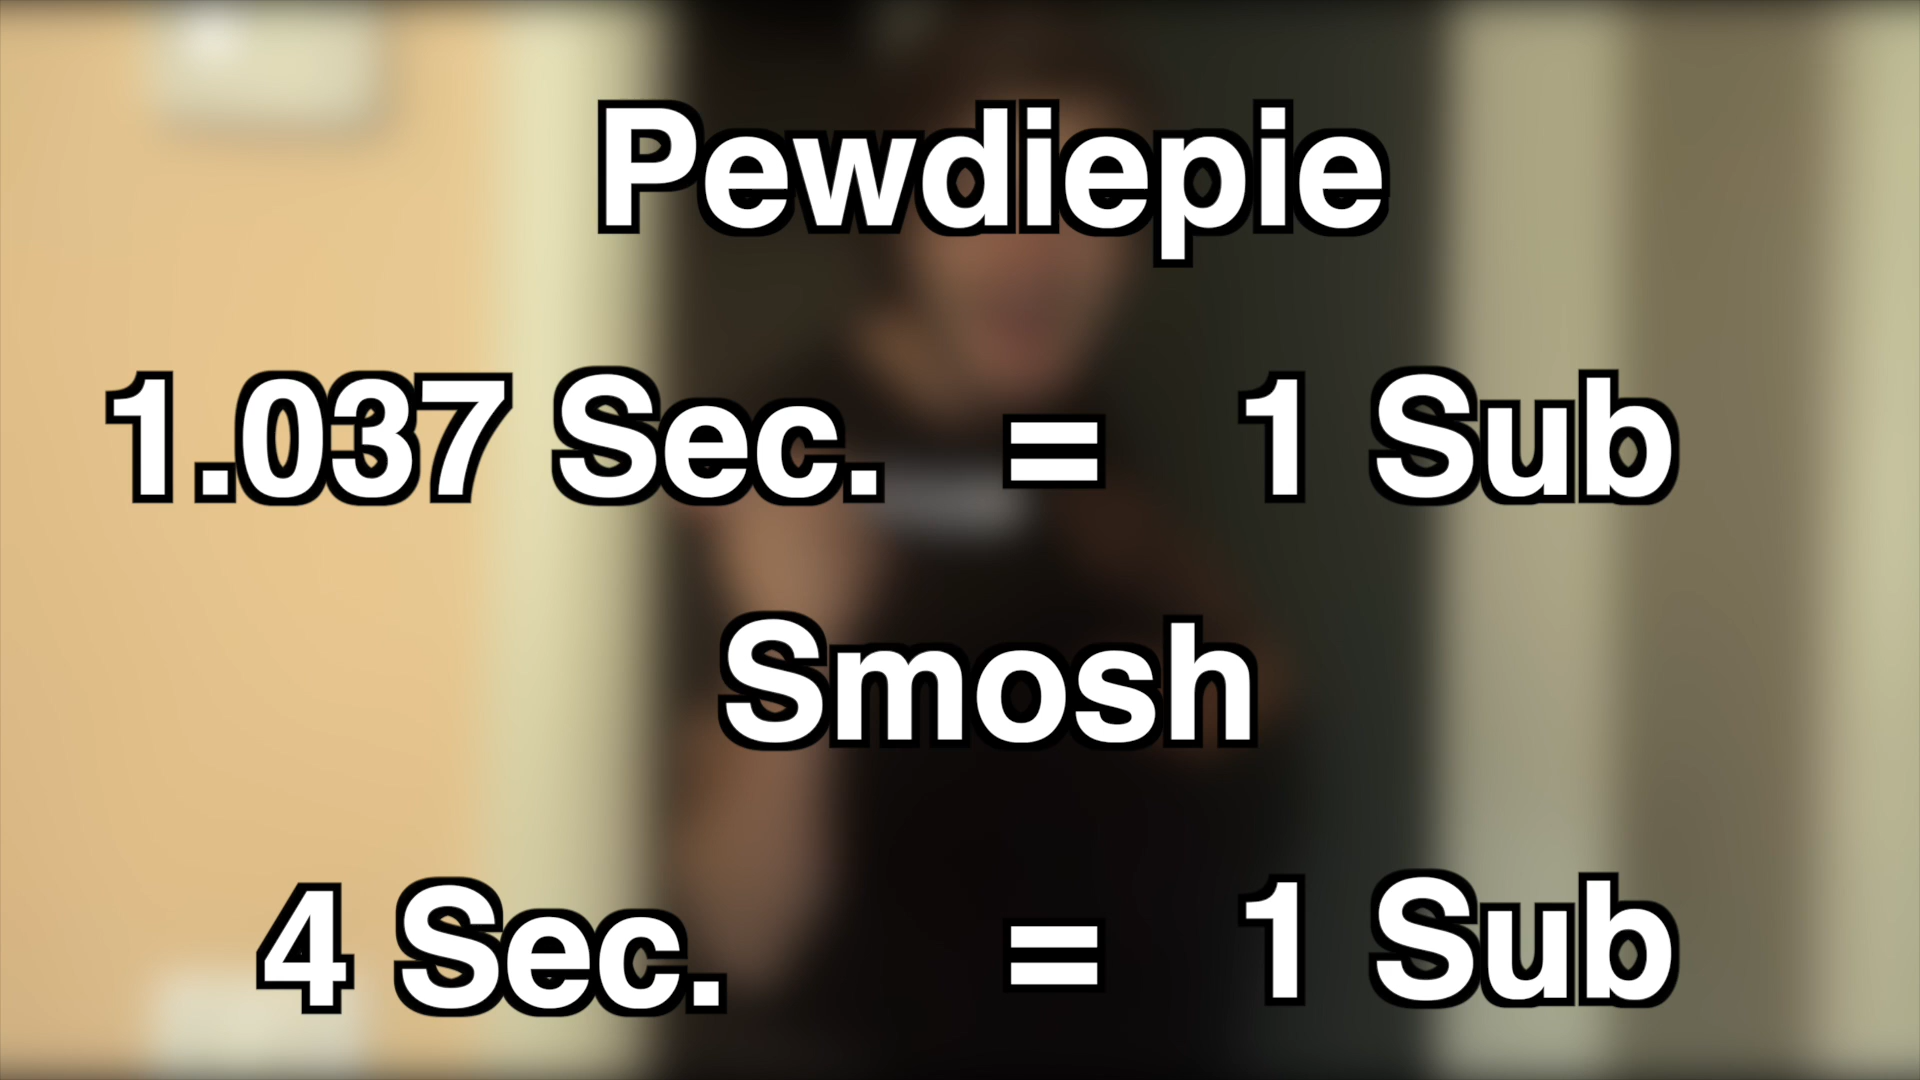 Pewdiepie
1.037 Sec. = 1 Sub
Smosh
4 Sec. = 1 Sub